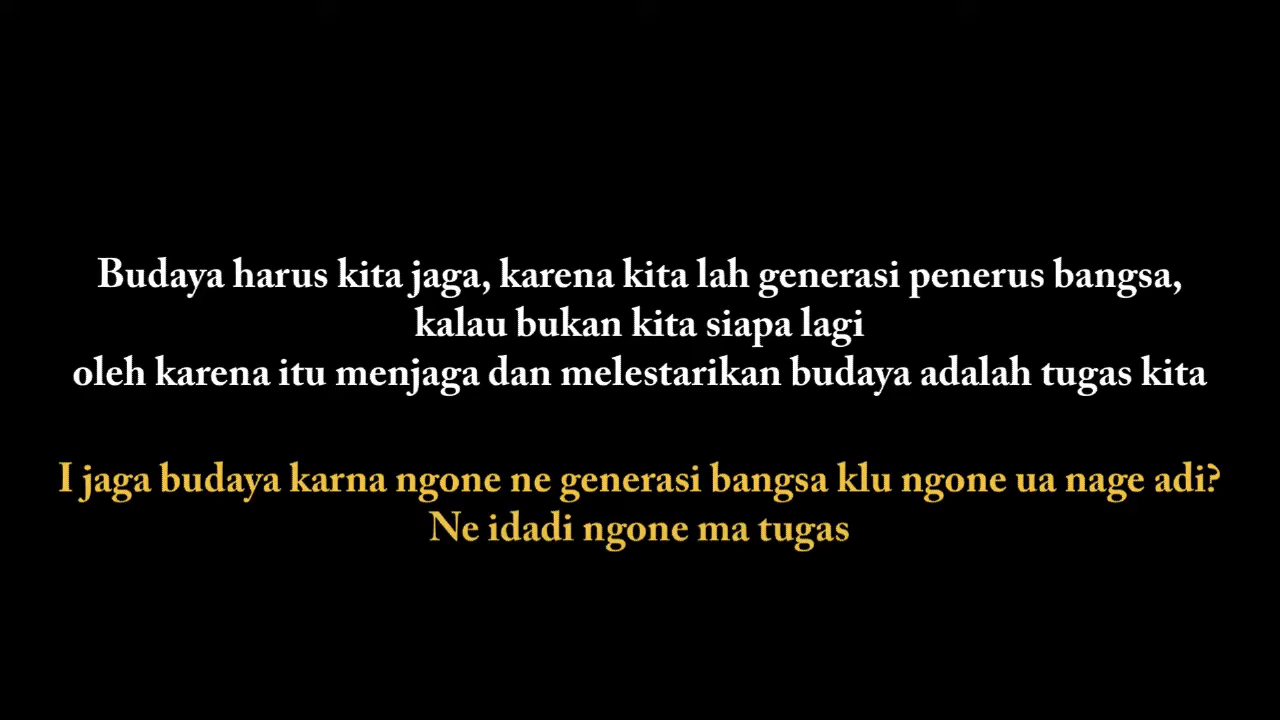 Budaya harus kita jaga, karena kita lah generasi penerus bangsa,
kalau bukan kita siapa lagi
oleh karena itu menjaga dan melestarikan budaya adalah tugas kita
I jaga budaya karna ngone ne generasi bangsa klu ngone ua nage adi?
Ne idadi ngone ma tugas